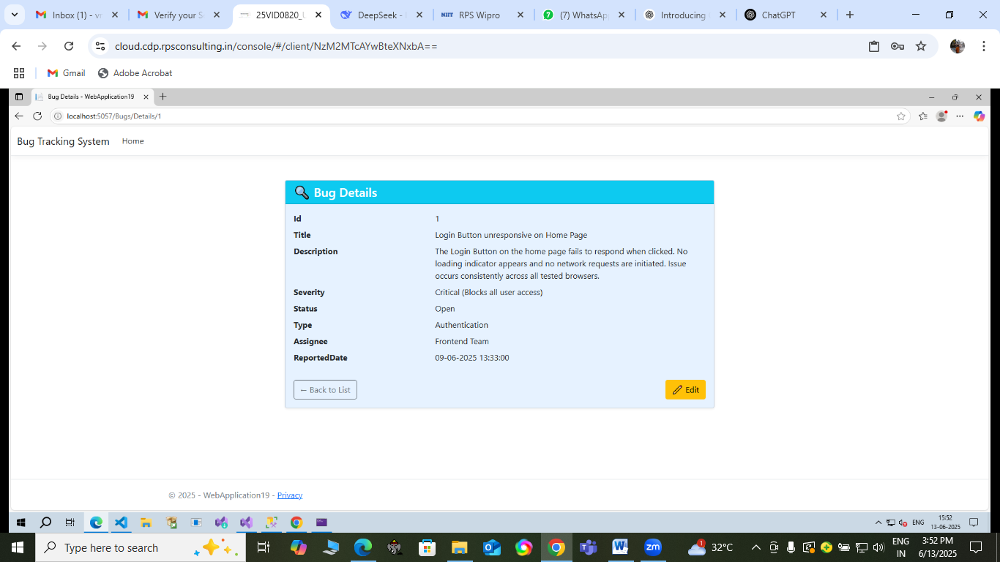 Inbox (1) - vr
Verify your S
25VID0820_U
DeepSeek -
NIIT RPS Wipro
7 (7) WhatsAp
Introducing
ChatGPT
cloud.cdp.rpsconsulting.in/console/#/client/NzM2MTcAYwBteXNxbA==
Gmail
Adobe Acrobat
Bug Details - WebApplication19
localhost:5057/Bugs/Details/1
Bug Tracking System Home
Bug Details
Id 1
Title Login Button unresponsive on Home Page
Description The Login Button on the home page fails to respond when clicked. No
loading indicator appears and no network requests are initiated. Issue
occurs consistently across all tested browsers.
Severity Critical (Blocks all user access)
Status Open
Type Authentication
Assignee Frontend Team
ReportedDate 09-06-2025 13:33:00
← Back to List
Edit
© 2025 - WebApplication19 - Privacy
ENG
15:52
13-06-2025
Type here to search
zm
1
32°C
ENG
IN
3:52 PM
6/13/2025